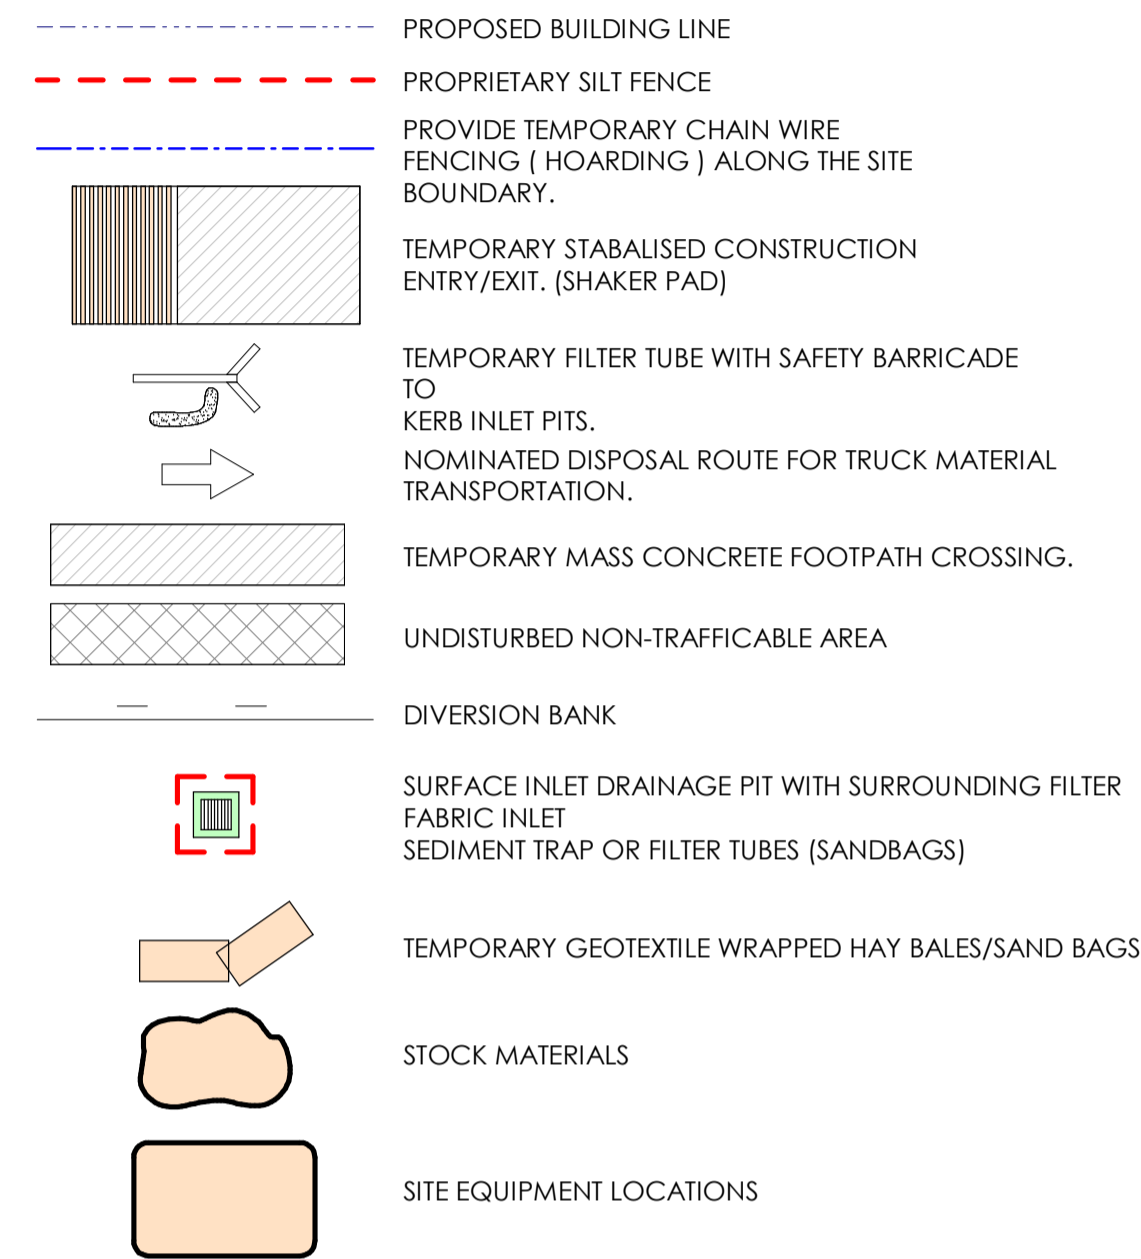 PROPOSED BUILDING LINE
PROPRIETARY SILT FENCE
PROVIDE TEMPORARY CHAIN WIRE
FENCING ( HOARDING ) ALONG THE SITE
BOUNDARY.
TEMPORARY STABALISED CONSTRUCTION
ENTRY/EXIT. (SHAKER PAD)
TEMPORARY FILTER TUBE WITH SAFETY BARRICADE
TO
KERB INLET PITS.
NOMINATED DISPOSAL ROUTE FOR TRUCK MATERIAL
TRANSPORTATION.
TEMPORARY MASS CONCRETE FOOTPATH CROSSING.
UNDISTURBED NON-TRAFFICABLE AREA
DIVERSION BANK
SURFACE INLET DRAINAGE PIT WITH SURROUNDING FILTER
FABRIC INLET
SEDIMENT TRAP OR FILTER TUBES (SANDBAGS)
TEMPORARY GEOTEXTILE WRAPPED HAY BALES/SAND BAGS
STOCK MATERIALS
SITE EQUIPMENT LOCATIONS